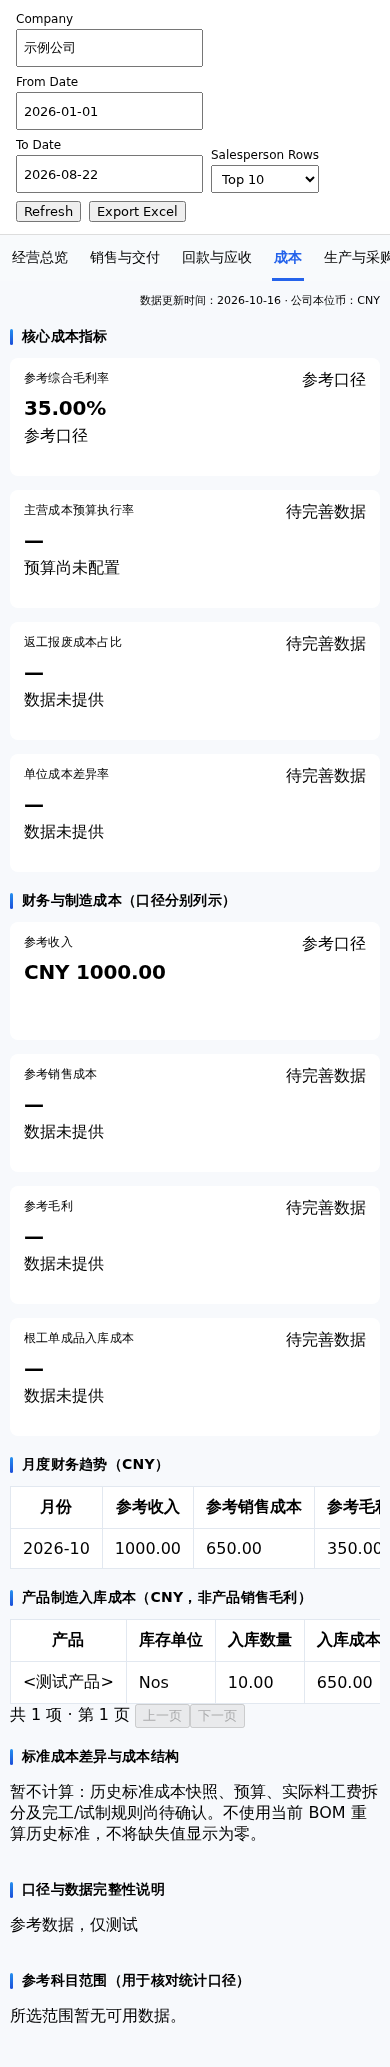 Company
示例公司
From Date
2026-01-01
To Date
2026-08-22
Salesperson Rows
Top 10
Refresh Export Excel
经营总览 销售与交付 回款与应收 成本 生产与采购
数据更新时间：2026-10-16 · 公司本位币：CNY
核心成本指标
参考综合毛利率 参考口径
35.00%
参考口径
主营成本预算执行率 待完善数据
—
预算尚未配置
返工报废成本占比 待完善数据
—
数据未提供
单位成本差异率 待完善数据
—
数据未提供
财务与制造成本（口径分别列示）
参考收入 参考口径
CNY 1000.00
参考销售成本 待完善数据
—
数据未提供
参考毛利 待完善数据
—
数据未提供
根工单成品入库成本 待完善数据
—
数据未提供
月度财务趋势（CNY）
月份 参考收入 参考销售成本 参考毛利
2026-10 1000.00 650.00 350.00
产品制造入库成本（CNY，非产品销售毛利）
产品 库存单位 入库数量 入库成本
<测试产品> Nos 10.00 650.00
共 1 项 · 第 1 页 上一页 下一页
标准成本差异与成本结构
暂不计算：历史标准成本快照、预算、实际料工费拆
分及完工/试制规则尚待确认。不使用当前 BOM 重
算历史标准，不将缺失值显示为零。
口径与数据完整性说明
参考数据，仅测试
参考科目范围（用于核对统计口径）
所选范围暂无可用数据。